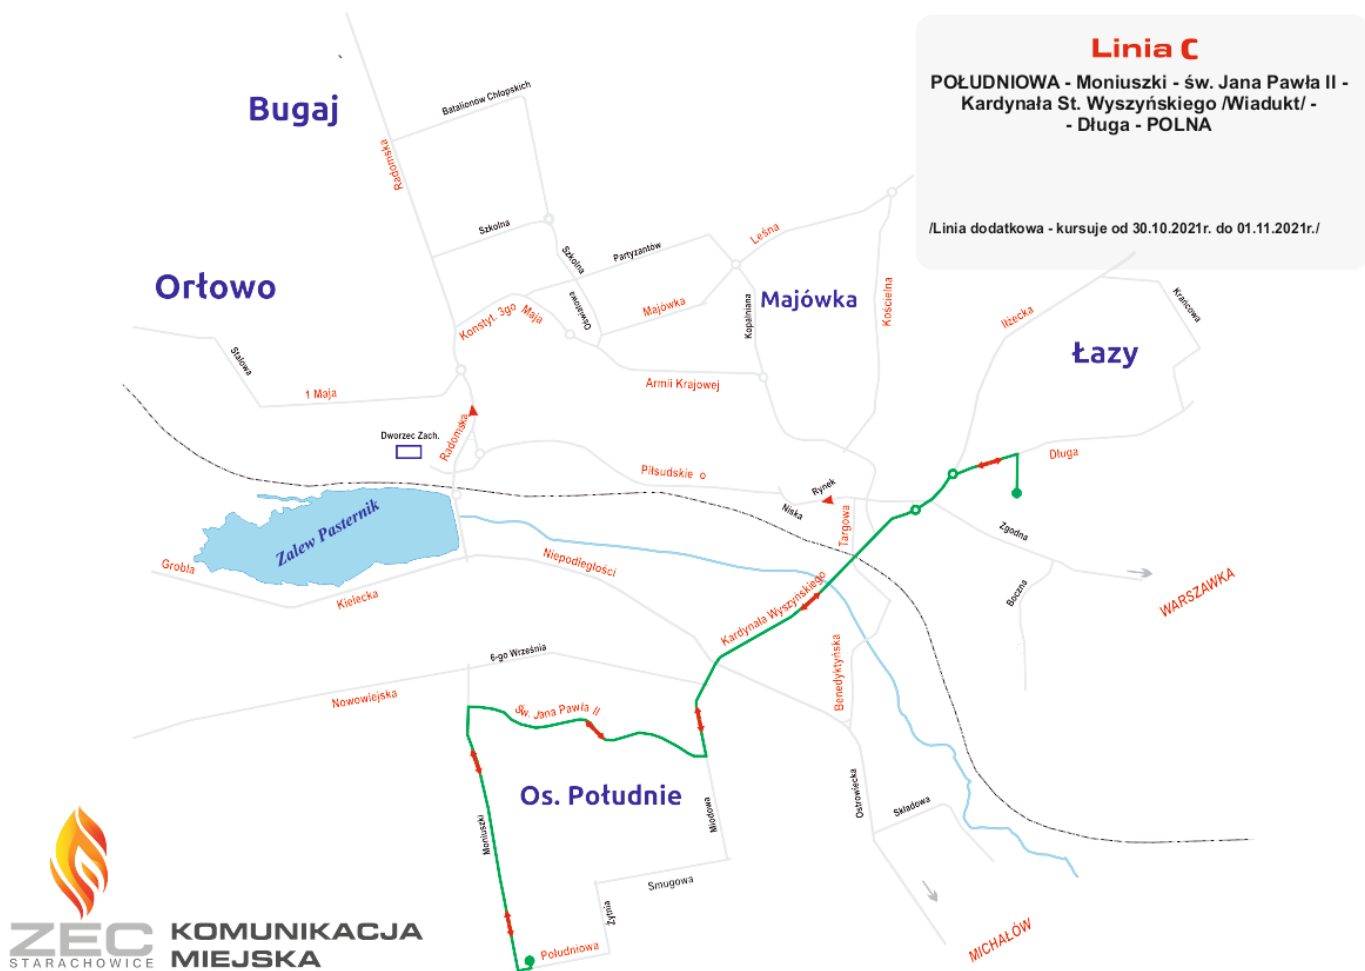 Linia C
POŁUDNIOWA - Moniuszki - św. Jana Pawła II -
Kardynała St. Wyszyńskiego /Wiadukt/ -
- Długa - POLNA
/Linia dodatkowa - kursuje od 30.10.2021r. do 01.11.2021r./
Bugaj
Batalionów Chłopskich
Radomska
Szkolna
Szkolna
Partyzantów
Leśna
Orłowo
Majówka
Konstyt. 3go Maja
Oświatowa
Majówka
Kopalniana
Kościelna
Iłżecka
Krańcowa
Łazy
Stalowa
1 Maja
Armii Krajowej
Radomska
Dworzec Zach.
Piłsudskie o
Rynek
Niska
Targowa
Długa
Zgodna
Zalew Pasternik
Grobla
Kielecka
Niepodległości
Kardynała Wyszyńskiego
Boczna
WARSZAWKA
6-go Września
Nowowiejska
Benedyktyńska
Św. Jana Pawła II
Os. Południe
Moniuszki
Miodowa
Ostrowiecka
Składowa
Smugowa
Żytnia
Południowa
MICHAŁÓW
ZEC
STARACHOWICE
KOMUNIKACJA
MIEJSKA